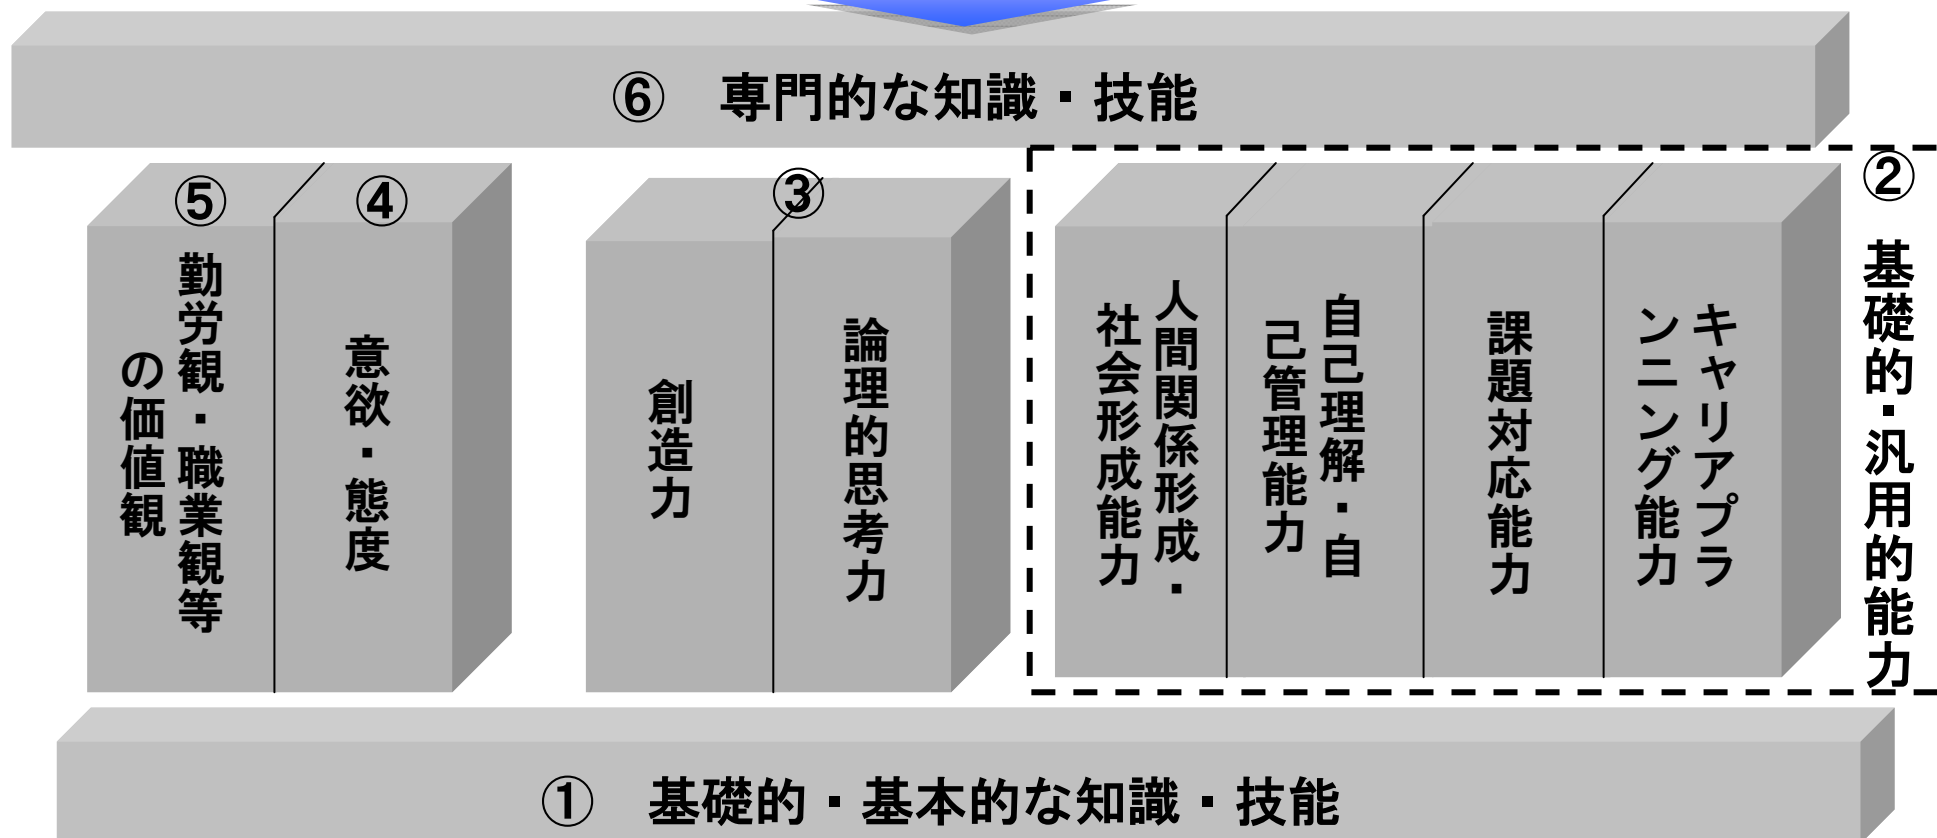 ⑥　専門的な知識・技能
⑤
勤労観・職業観等
の価値観
④
意欲・態度
③
創造力
論理的思考力
人間関係形成・
社会形成能力
自己理解・自
己管理能力
課題対応能力
キャリアプラ
ンニング能力
②　基礎的・汎用的能力
①　基礎的・基本的な知識・技能